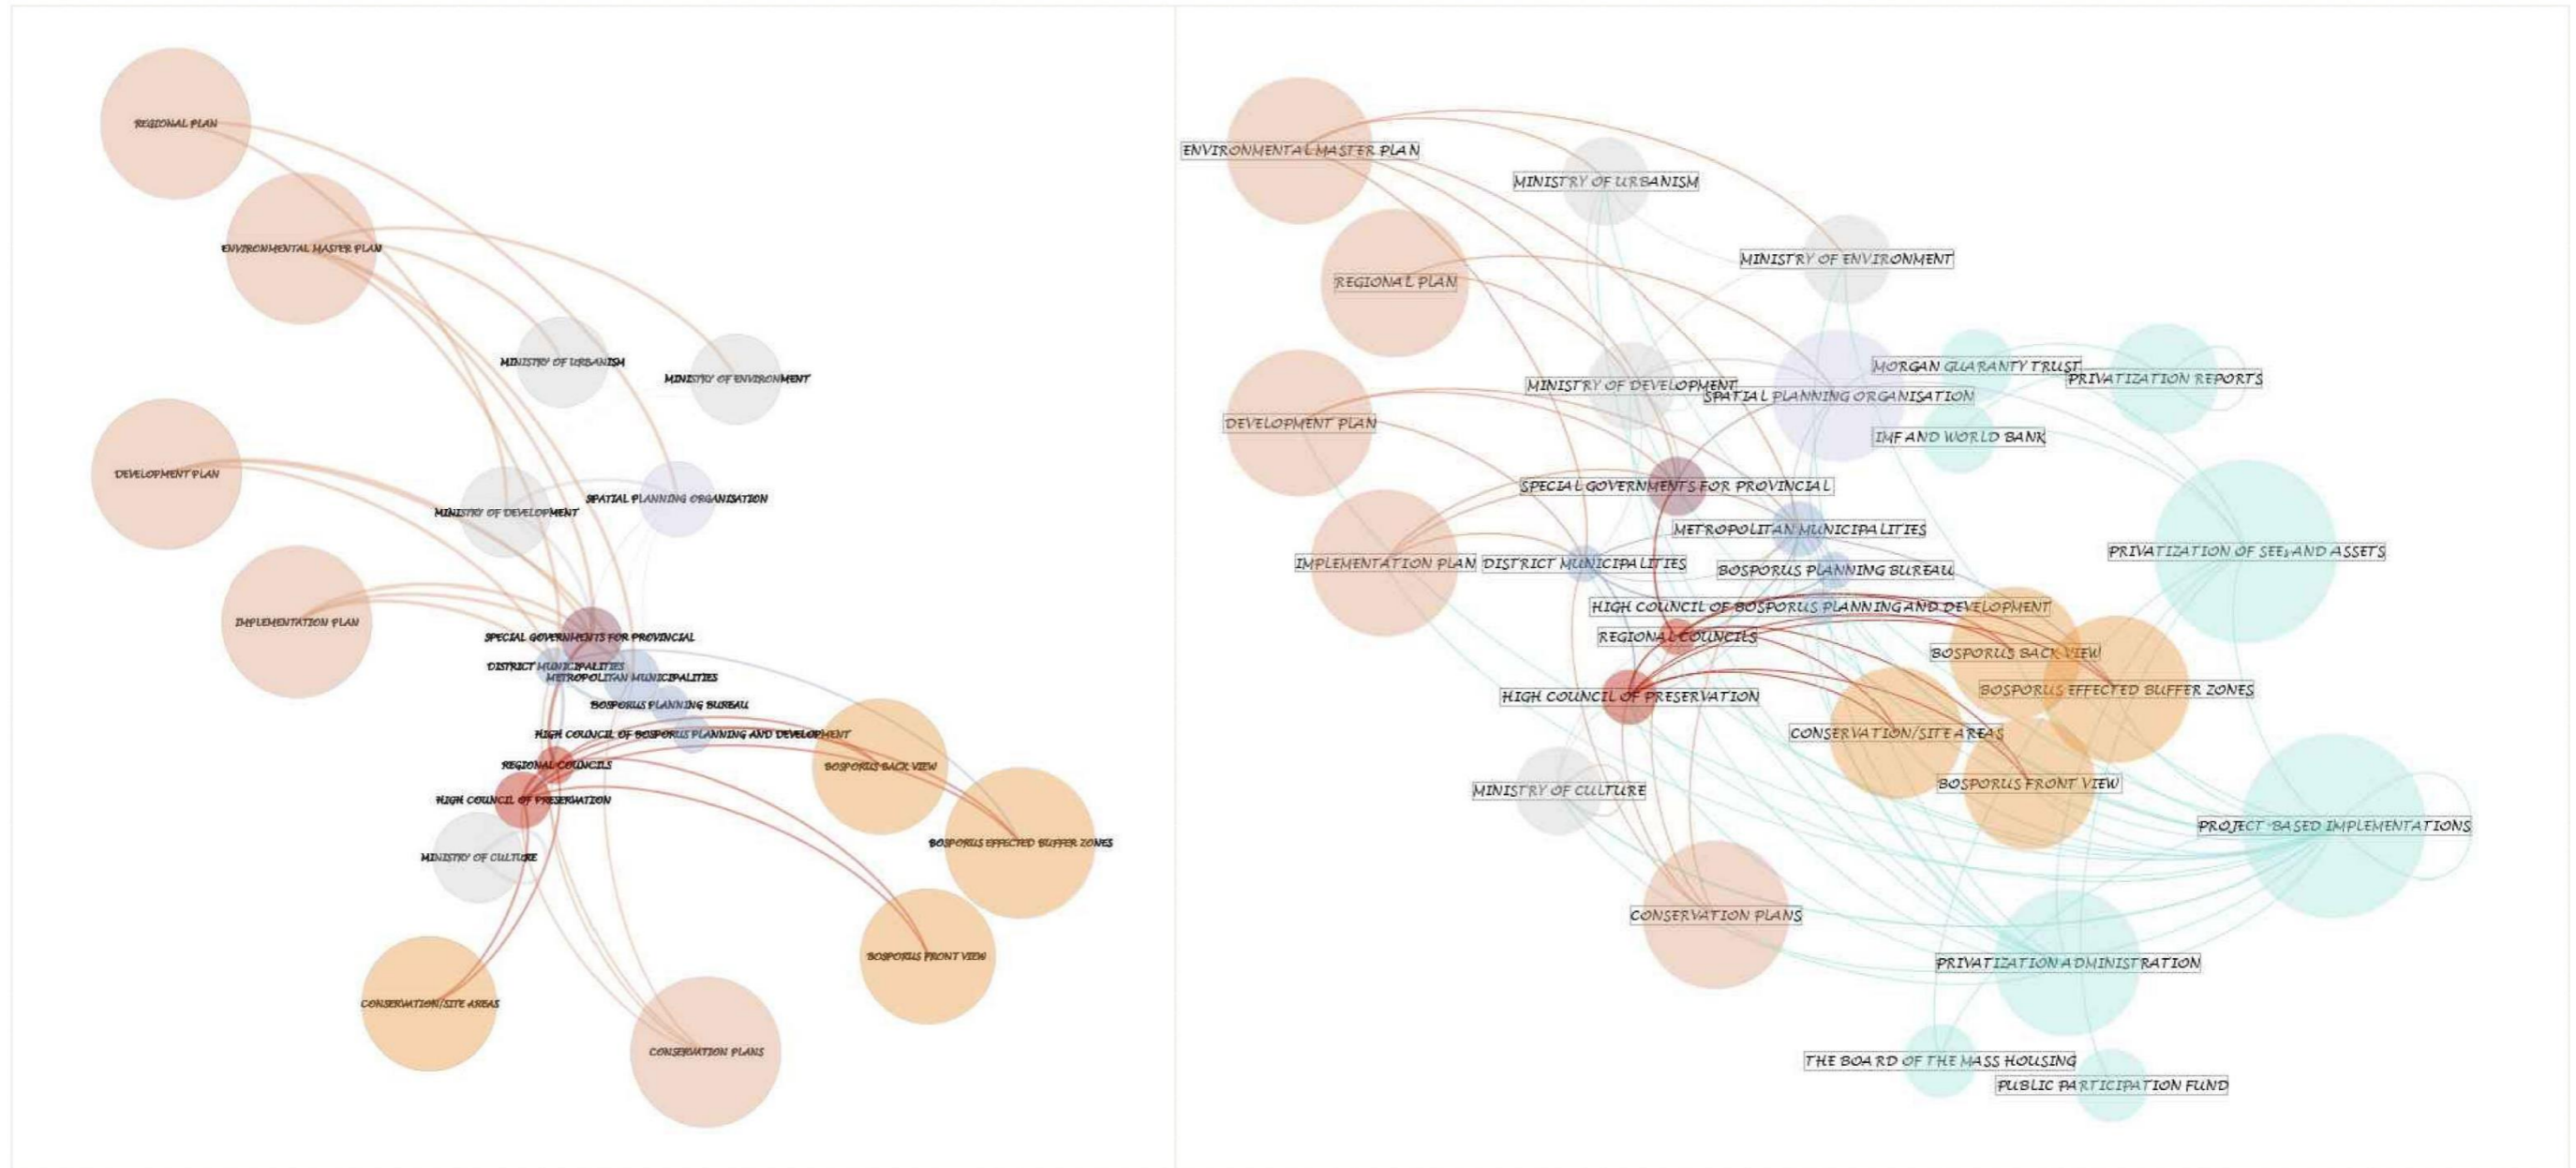 REGIONAL PLAN
ENVIRONMENTAL MASTER PLAN
MINISTRY OF URBANISM
MINISTRY OF ENVIRONMENT
DEVELOPMENT PLAN
SPATIAL PLANNING ORGANISATION
MINISTRY OF DEVELOPMENT
IMPLEMENTATION PLAN
SPECIAL GOVERNMENTS FOR PROVINCIAL
DISTRICT MUNICIPALITIES
METROPOLITAN MUNICIPALITIES
BOSPORUS PLANNING BUREAU
HIGH COUNCIL OF BOSPORUS PLANNING AND DEVELOPMENT
REGIONAL COUNCILS
BOSPORUS BACK VIEW
HIGH COUNCIL OF PRESERVATION
BOSPORUS EFFECTED BUFFER ZONES
MINISTRY OF CULTURE
BOSPORUS FRONT VIEW
CONSERVATION/SITE AREAS
CONSERVATION PLANS
ENVIRONMENTAL MASTER PLAN
MINISTRY OF URBANISM
MINISTRY OF ENVIRONMENT
REGIONAL PLAN
MORGAN GUARANTY TRUST
PRIVATIZATION REPORTS
MINISTRY OF DEVELOPMENT
SPATIAL PLANNING ORGANISATION
DEVELOPMENT PLAN
IMF AND WORLD BANK
SPECIAL GOVERNMENTS FOR PROVINCIAL
METROPOLITAN MUNICIPALITIES
PRIVATIZATION OF SEEs AND ASSETS
IMPLEMENTATION PLAN
DISTRICT MUNICIPALITIES
BOSPORUS PLANNING BUREAU
HIGH COUNCIL OF BOSPORUS PLANNING AND DEVELOPMENT
REGIONAL COUNCILS
BOSPORUS BACK VIEW
BOSPORUS EFFECTED BUFFER ZONES
HIGH COUNCIL OF PRESERVATION
CONSERVATION/SITE AREAS
BOSPORUS FRONT VIEW
MINISTRY OF CULTURE
PROJECT-BASED IMPLEMENTATIONS
CONSERVATION PLANS
PRIVATIZATION ADMINISTRATION
THE BOARD OF THE MASS HOUSING
PUBLIC PARTICIPATION FUND